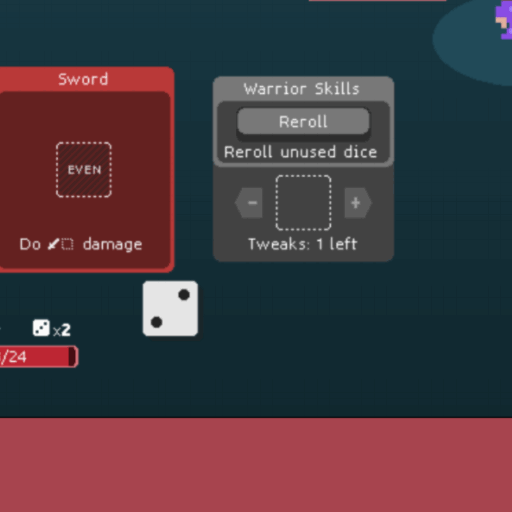 Sword
EVEN
Do damage
Warrior Skills
Reroll
Reroll unused dice
- +
Tweaks: 1 left
x2
/24